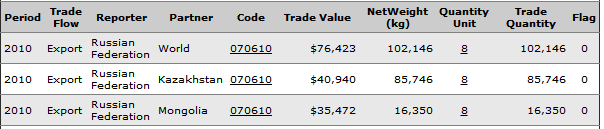 Period Trade Flow Reporter Partner Code Trade Value NetWeight (kg) Quantity Unit Trade Quantity Flag
2010 Export Russian Federation World 070610 $76,423 102,146 8 102,146 0
2010 Export Russian Federation Kazakhstan 070610 $40,940 85,746 8 85,746 0
2010 Export Russian Federation Mongolia 070610 $35,472 16,350 8 16,350 0